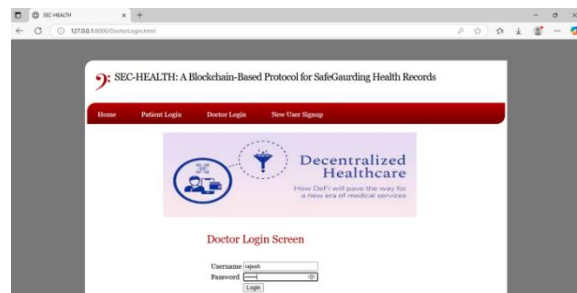 SEC-HEALTH
127.0.0.1:8000/DoctorLogin.html
SEC-HEALTH: A Blockchain-Based Protocol for SafeGaurding Health Records
Home Patient Login Doctor Login New User Signup
Decentralized
Healthcare
How DeFi will pave the way for
a new era of medical services
Doctor Login Screen
Username rajesh
Password
Login